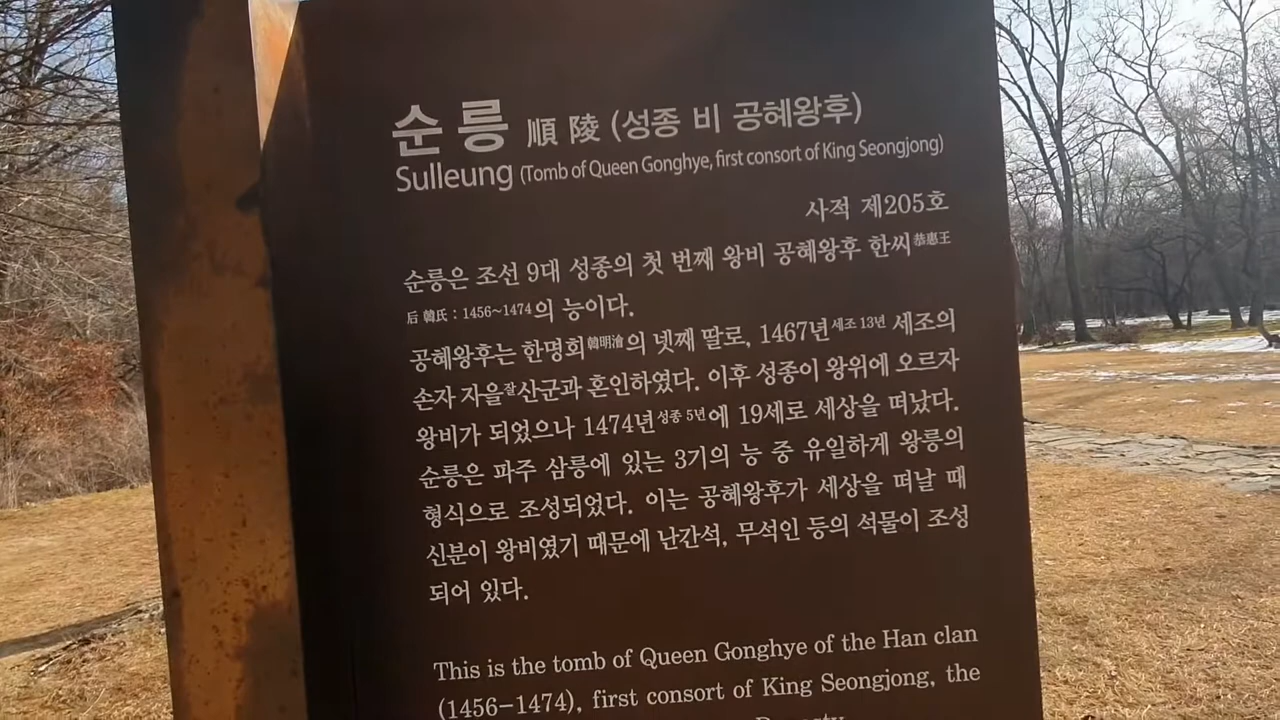 순릉 順陵 (성종 비 공혜왕후)
Sulleung (Tomb of Queen Gonghye, first consort of King Seongjong)
사적 제205호
순릉은 조선 9대 성종의 첫 번째 왕비 공혜왕후 한씨恭惠王
后 韓氏 : 1456~1474의 능이다.
공혜왕후는 한명회韓明澮의 넷째 딸로, 1467년세조 13년 세조의
손자 자을잘산군과 혼인하였다. 이후 성종이 왕위에 오르자
왕비가 되었으나 1474년성종 5년에 19세로 세상을 떠났다.
순릉은 파주 삼릉에 있는 3기의 능 중 유일하게 왕릉의
형식으로 조성되었다. 이는 공혜왕후가 세상을 떠날 때
신분이 왕비였기 때문에 난간석, 무석인 등의 석물이 조성
되어 있다.
This is the tomb of Queen Gonghye of the Han clan
(1456-1474), first consort of King Seongjong, the
Dynasty